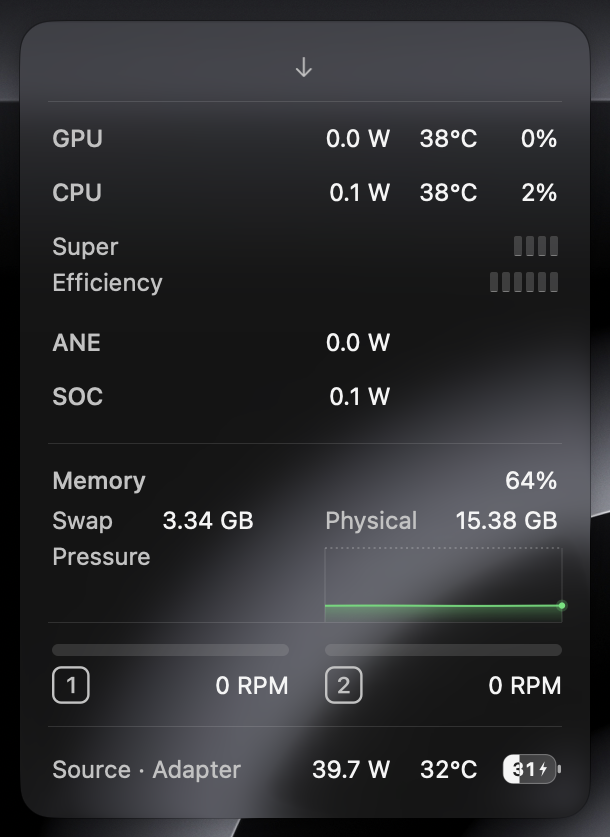 GPU 0.0 W 38°C 0%
CPU 0.1 W 38°C 2%
Super
Efficiency
ANE 0.0 W
SOC 0.1 W
Memory 64%
Swap 3.34 GB Physical 15.38 GB
Pressure
1 0 RPM 2 0 RPM
Source · Adapter 39.7 W 32°C 31